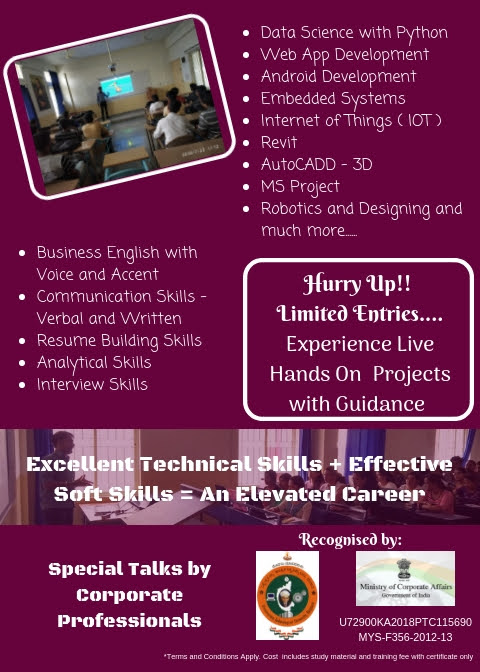 Data Science with Python
Web App Development
Android Development
Embedded Systems
Internet of Things ( IOT )
Revit
AutoCADD - 3D
MS Project
Robotics and Designing and
much more......
Business English with
Voice and Accent
Communication Skills -
Verbal and Written
Resume Building Skills
Analytical Skills
Interview Skills
Hurry Up!!
Limited Entries....
Experience Live
Hands On Projects
with Guidance
Excellent Technical Skills + Effective
Soft Skills = An Elevated Career
Special Talks by
Corporate
Professionals
Recognised by:
Ministry of Corporate Affairs
Government of India
U72900KA2018PTC115690
MYS-F356-2012-13
*Terms and Conditions Apply. Cost includes study material and training fee with certificate only